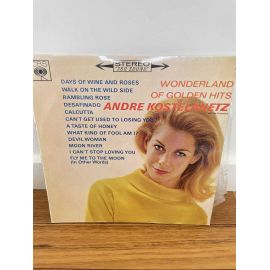 STEREO
360 SOUND
WONDERLAND
OF GOLDEN HITS
ANDRE KOSTELANETZ
DAYS OF WINE AND ROSES
WALK ON THE WILD SIDE
RAMBLING ROSE
DESAFINADO
CALCUTTA
CAN'T GET USED TO LOSING YOU
A TASTE OF HONEY
WHAT KIND OF FOOL AM I?
DEVIL WOMAN
MOON RIVER
I CAN'T STOP LOVING YOU
FLY ME TO THE MOON
(In Other Words)